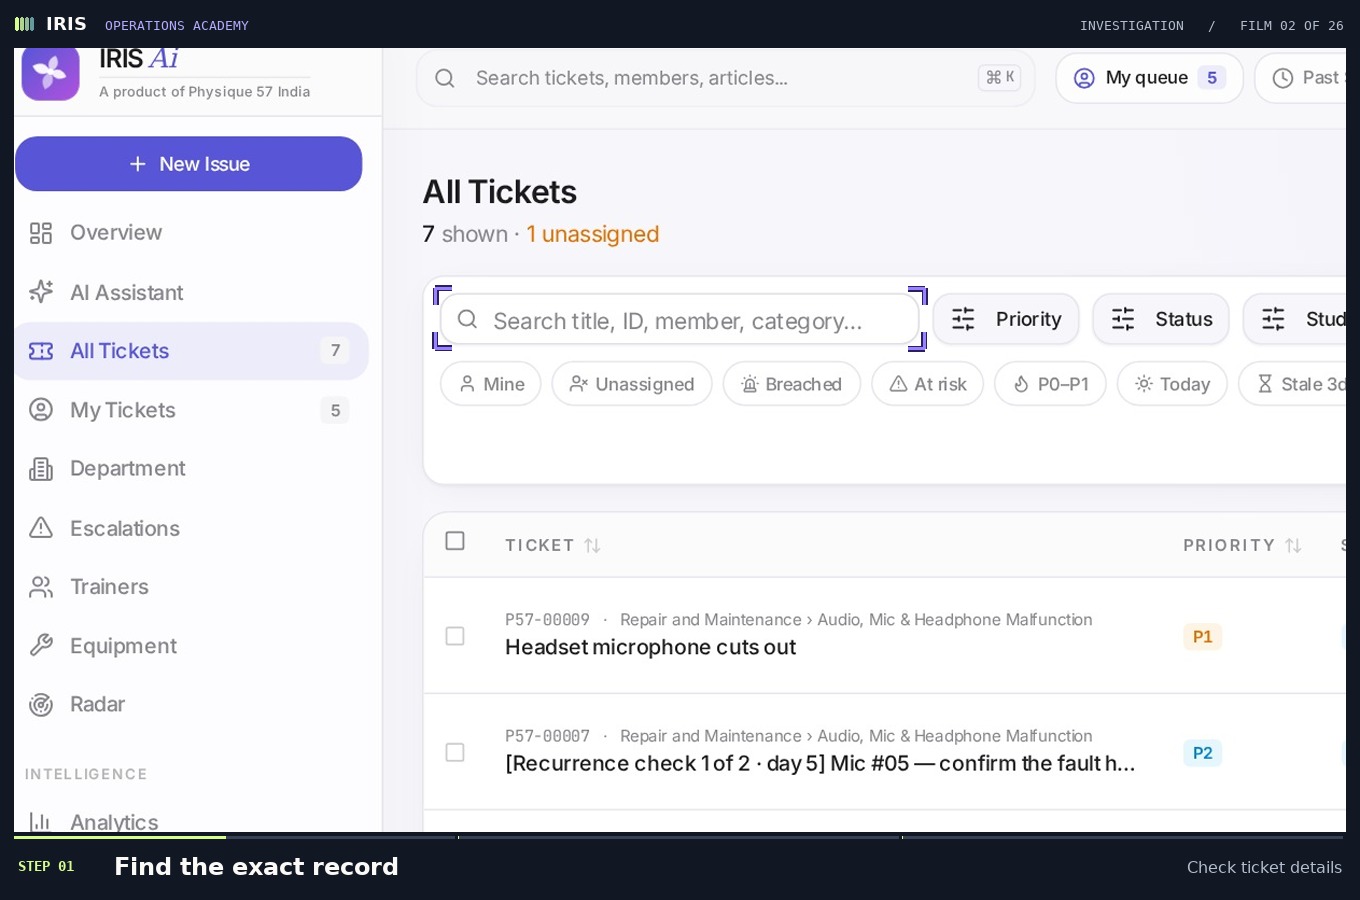 IRIS OPERATIONS ACADEMY
INVESTIGATION / FILM 02 OF 26
IRIS Ai
A product of Physique 57 India
Search tickets, members, articles...
⌘ K
My queue 5
Past
New Issue
Overview
AI Assistant
All Tickets 7
My Tickets 5
Department
Escalations
Trainers
Equipment
Radar
INTELLIGENCE
Analytics
All Tickets
7 shown · 1 unassigned
Search title, ID, member, category...
Priority
Status
Stud
Mine
Unassigned
Breached
At risk
P0–P1
Today
Stale 3d
TICKET
PRIORITY
P57-00009 · Repair and Maintenance › Audio, Mic & Headphone Malfunction
Headset microphone cuts out
P1
P57-00007 · Repair and Maintenance › Audio, Mic & Headphone Malfunction
[Recurrence check 1 of 2 · day 5] Mic #05 — confirm the fault h...
P2
STEP 01 Find the exact record
Check ticket details